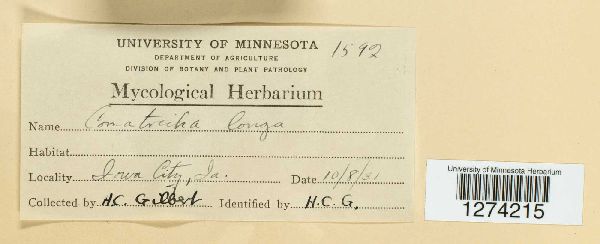 UNIVERSITY OF MINNESOTA 1592
DEPARTMENT OF AGRICULTURE
DIVISION OF BOTANY AND PLANT PATHOLOGY
Mycological Herbarium
Name Comatricha longa
Habitat
Locality Iowa City, Ia. Date 10/8/31
Collected by H.C. Gilbert Identified by H.C. G.
University of Minnesota Herbarium
1274215